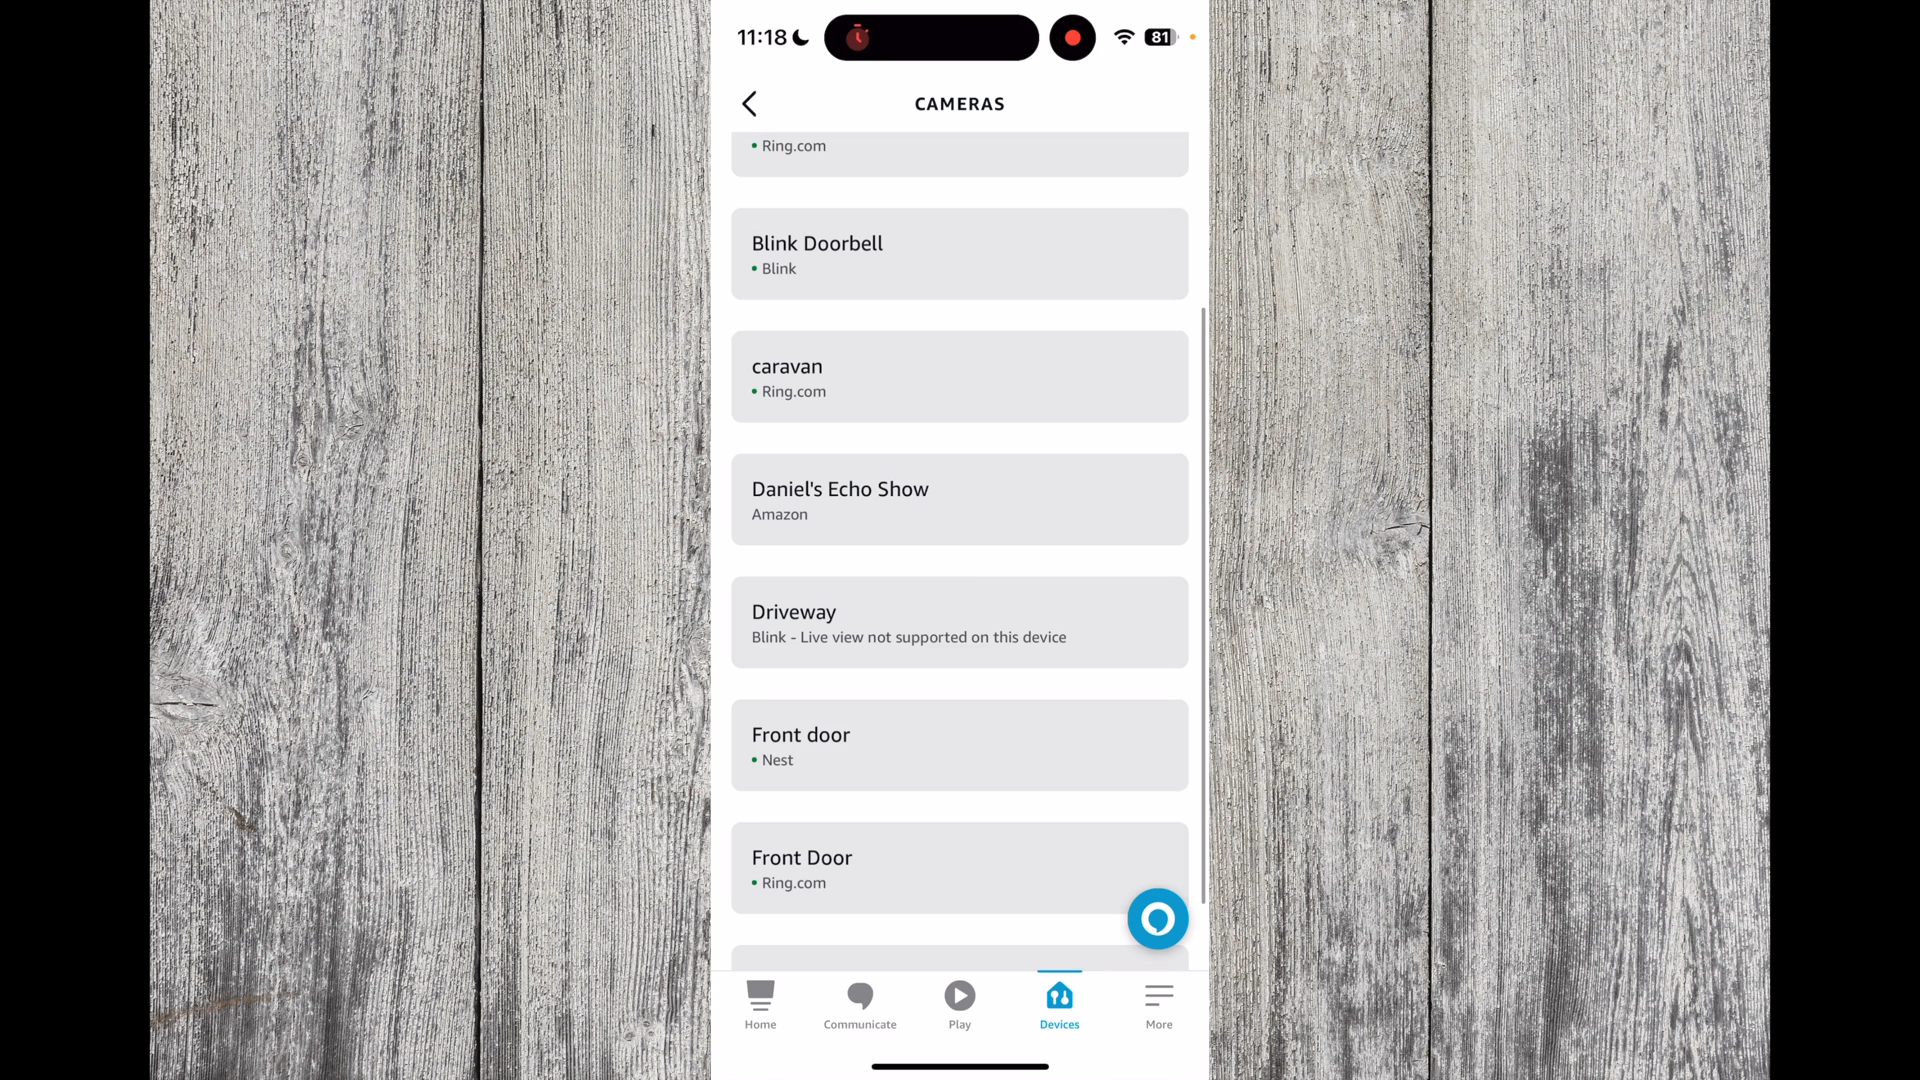 11:18
81
CAMERAS
• Ring.com
Blink Doorbell
• Blink
caravan
• Ring.com
Daniel's Echo Show
Amazon
Driveway
Blink - Live view not supported on this device
Front door
• Nest
Front Door
• Ring.com
Home
Communicate
Play
Devices
More